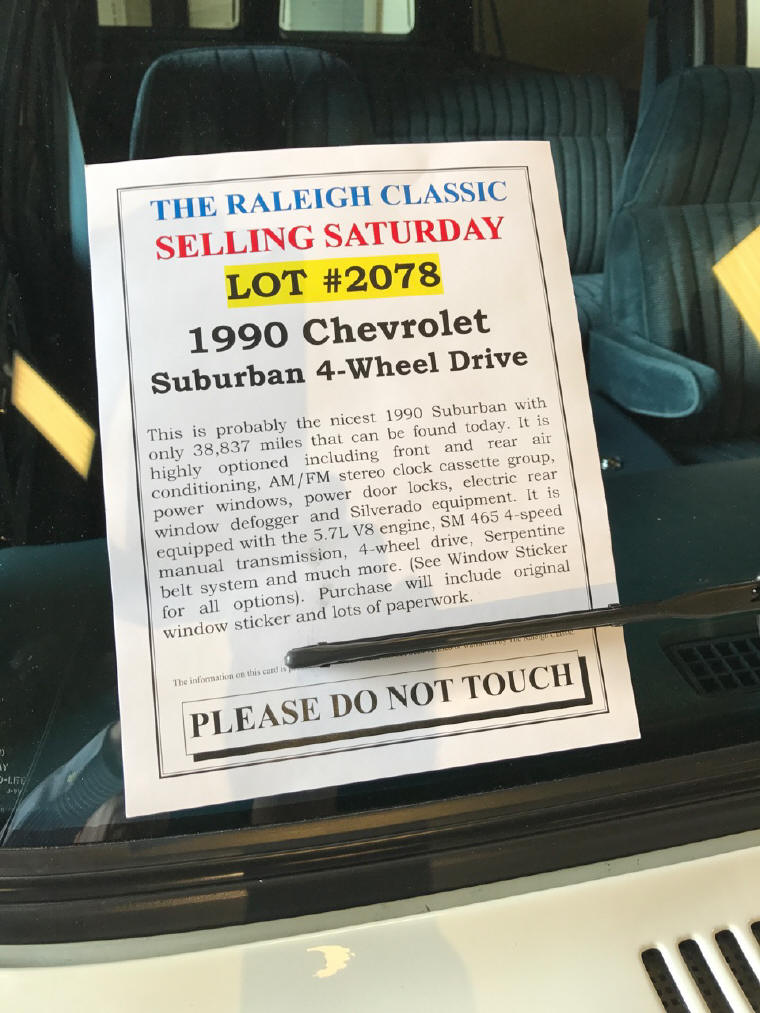 THE RALEIGH CLASSIC
SELLING SATURDAY
LOT #2078
1990 Chevrolet
Suburban 4-Wheel Drive
This is probably the nicest 1990 Suburban with
only 38,837 miles that can be found today. It is
highly optioned including front and rear air
conditioning, AM/FM stereo clock cassette group,
power windows, power door locks, electric rear
window defogger and Silverado equipment. It is
equipped with the 5.7L V8 engine, SM 465 4-speed
manual transmission, 4-wheel drive, Serpentine
belt system and much more. (See Window Sticker
for all options). Purchase will include original
window sticker and lots of paperwork.
The information on this card is
PLEASE DO NOT TOUCH